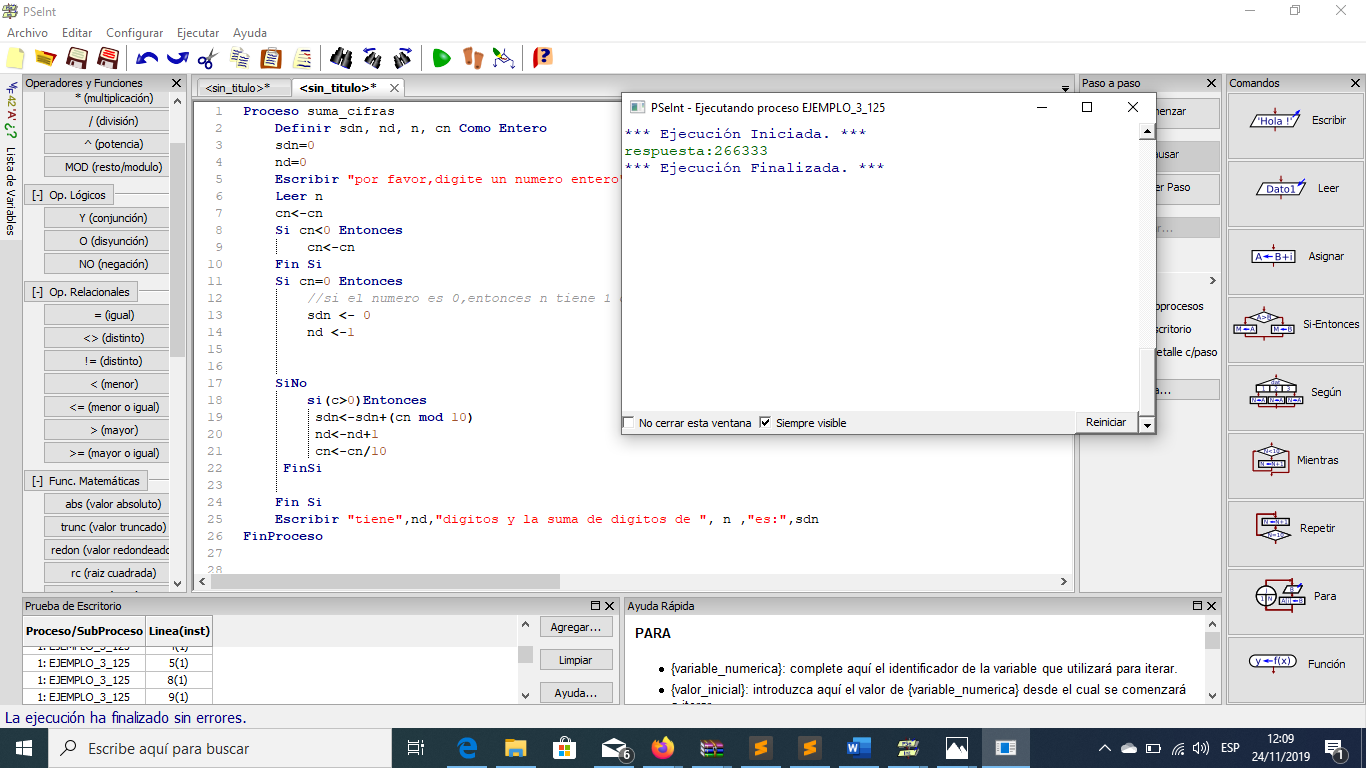 PSeInt
Archivo Editar Configurar Ejecutar Ayuda
Operadores y Funciones
* (multiplicación)
/ (división)
^ (potencia)
MOD (resto/modulo)
[-] Op. Lógicos
Y (conjunción)
O (disyunción)
NO (negación)
[-] Op. Relacionales
= (igual)
<> (distinto)
!= (distinto)
< (menor)
<= (menor o igual)
> (mayor)
>= (mayor o igual)
[-] Func. Matemáticas
abs (valor absoluto)
trunc (valor truncado)
redon (valor redondeado
rc (raiz cuadrada)
Lista de Variables
<sin_titulo>* <sin_titulo>*
1 Proceso suma_cifras
2 Definir sdn, nd, n, cn Como Entero
3 sdn=0
4 nd=0
5 Escribir "por favor,digite un numero entero"
6 Leer n
7 cn<-cn
8 Si cn<0 Entonces
9 cn<-cn
10 Fin Si
11 Si cn=0 Entonces
12 //si el numero es 0,entonces n tiene 1
13 sdn <- 0
14 nd <-1
15
16
17 SiNo
18 si(c>0)Entonces
19 sdn<-sdn+(cn mod 10)
20 nd<-nd+1
21 cn<-cn/10
22 FinSi
23
24 Fin Si
25 Escribir "tiene",nd,"digitos y la suma de digitos de ", n ,"es:",sdn
26 FinProceso
27
28
PSeInt - Ejecutando proceso EJEMPLO_3_125
*** Ejecución Iniciada. ***
respuesta:266333
*** Ejecución Finalizada. ***
No cerrar esta ventana Siempre visible Reiniciar
Paso a paso
enzar
usar
er Paso
oprocesos
scritorio
etalle c/paso
Comandos
'Hola !' Escribir
Dato1 Leer
A←B+i Asignar
A>B M←A M←B Si-Entonces
Según
Mientras
Repetir
Para
y←f(x) Función
Prueba de Escritorio
Proceso/SubProceso Linea(inst)
1: EJEMPLO_3_125 4(1)
1: EJEMPLO_3_125 5(1)
1: EJEMPLO_3_125 8(1)
1: EJEMPLO_3_125 9(1)
Agregar...
Limpiar
Ayuda...
Ayuda Rápida
PARA
• {variable_numerica}: complete aquí el identificador de la variable que utilizará para iterar.
• {valor_inicial}: introduzca aquí el valor de {variable_numerica} desde el cual se comenzará
a iterar
La ejecución ha finalizado sin errores.
Escribe aquí para buscar
6
ESP
12:09
24/11/2019
1